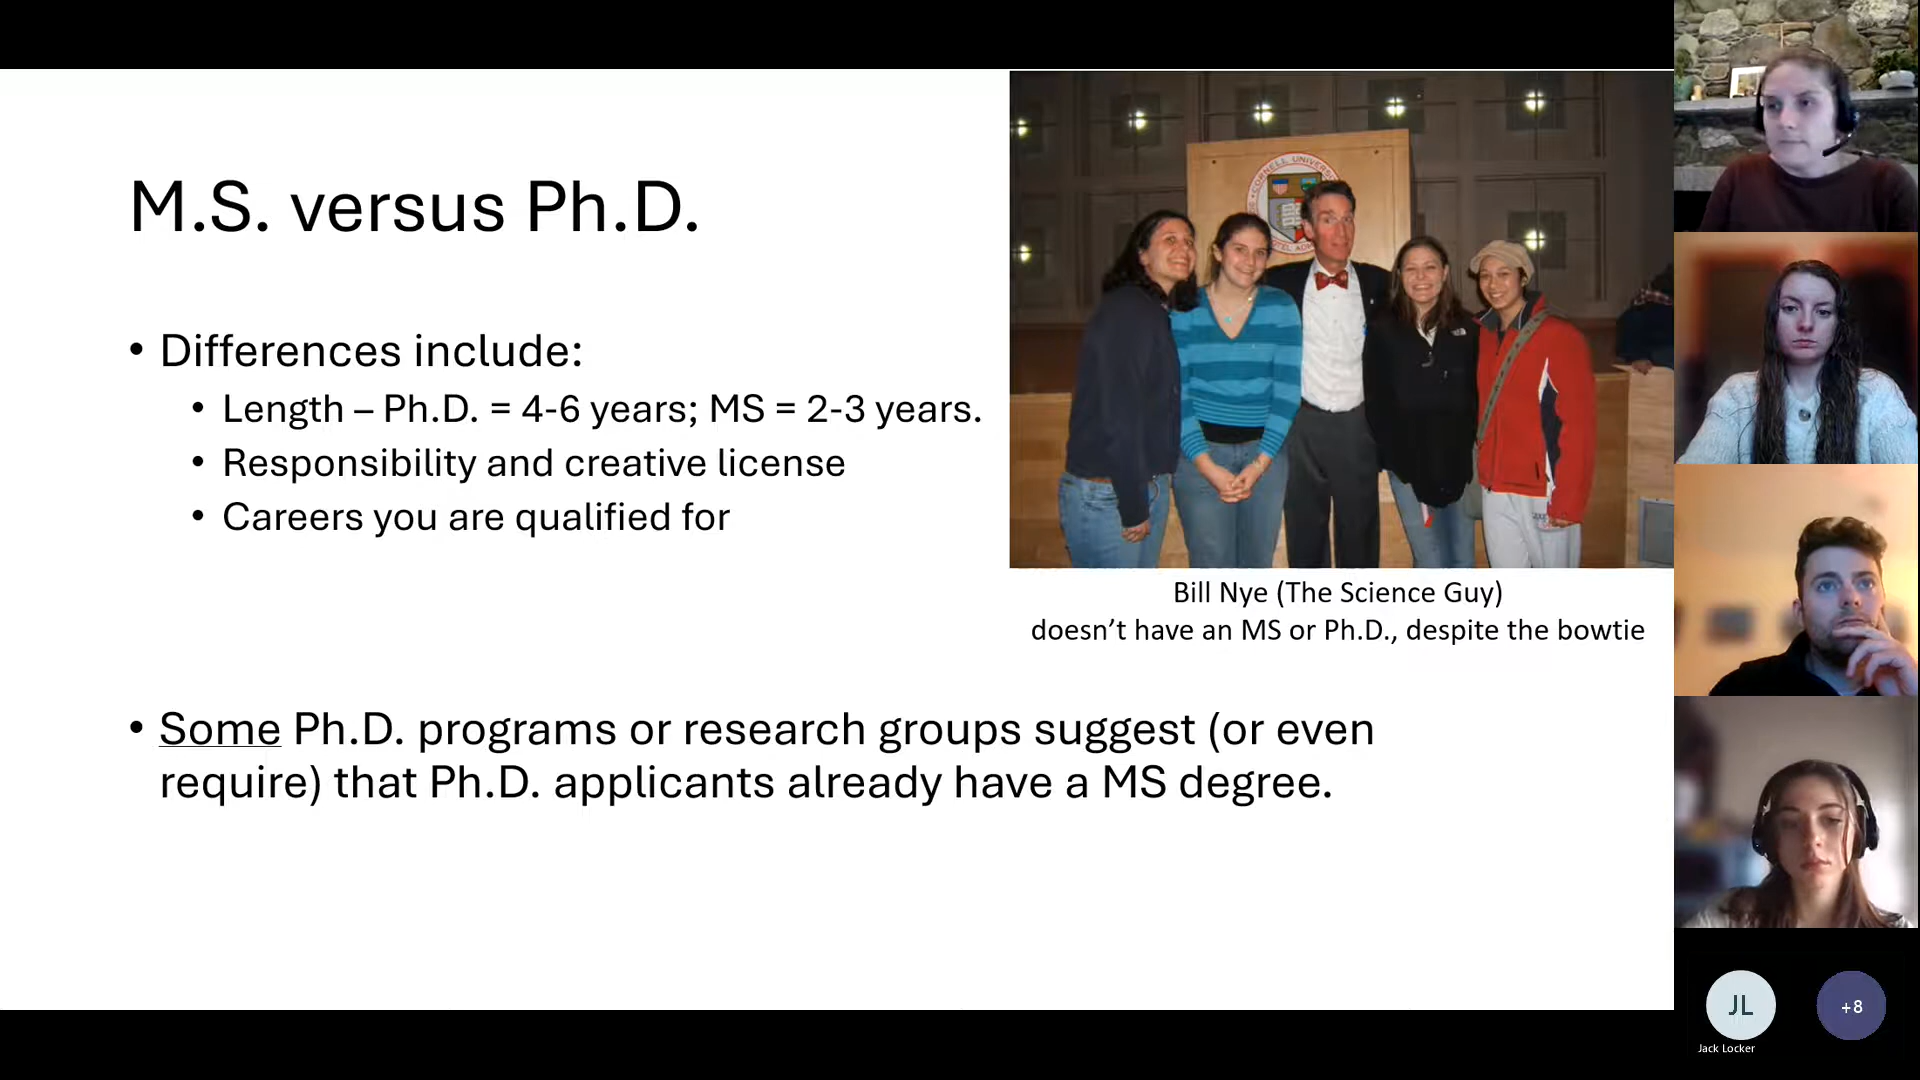 M.S. versus Ph.D.
• Differences include:
• Length – Ph.D. = 4-6 years; MS = 2-3 years.
• Responsibility and creative license
• Careers you are qualified for
CORNELL UNIVERSITY
Bill Nye (The Science Guy)
doesn’t have an MS or Ph.D., despite the bowtie
• Some Ph.D. programs or research groups suggest (or even
require) that Ph.D. applicants already have a MS degree.
JL
+8
Jack Locker